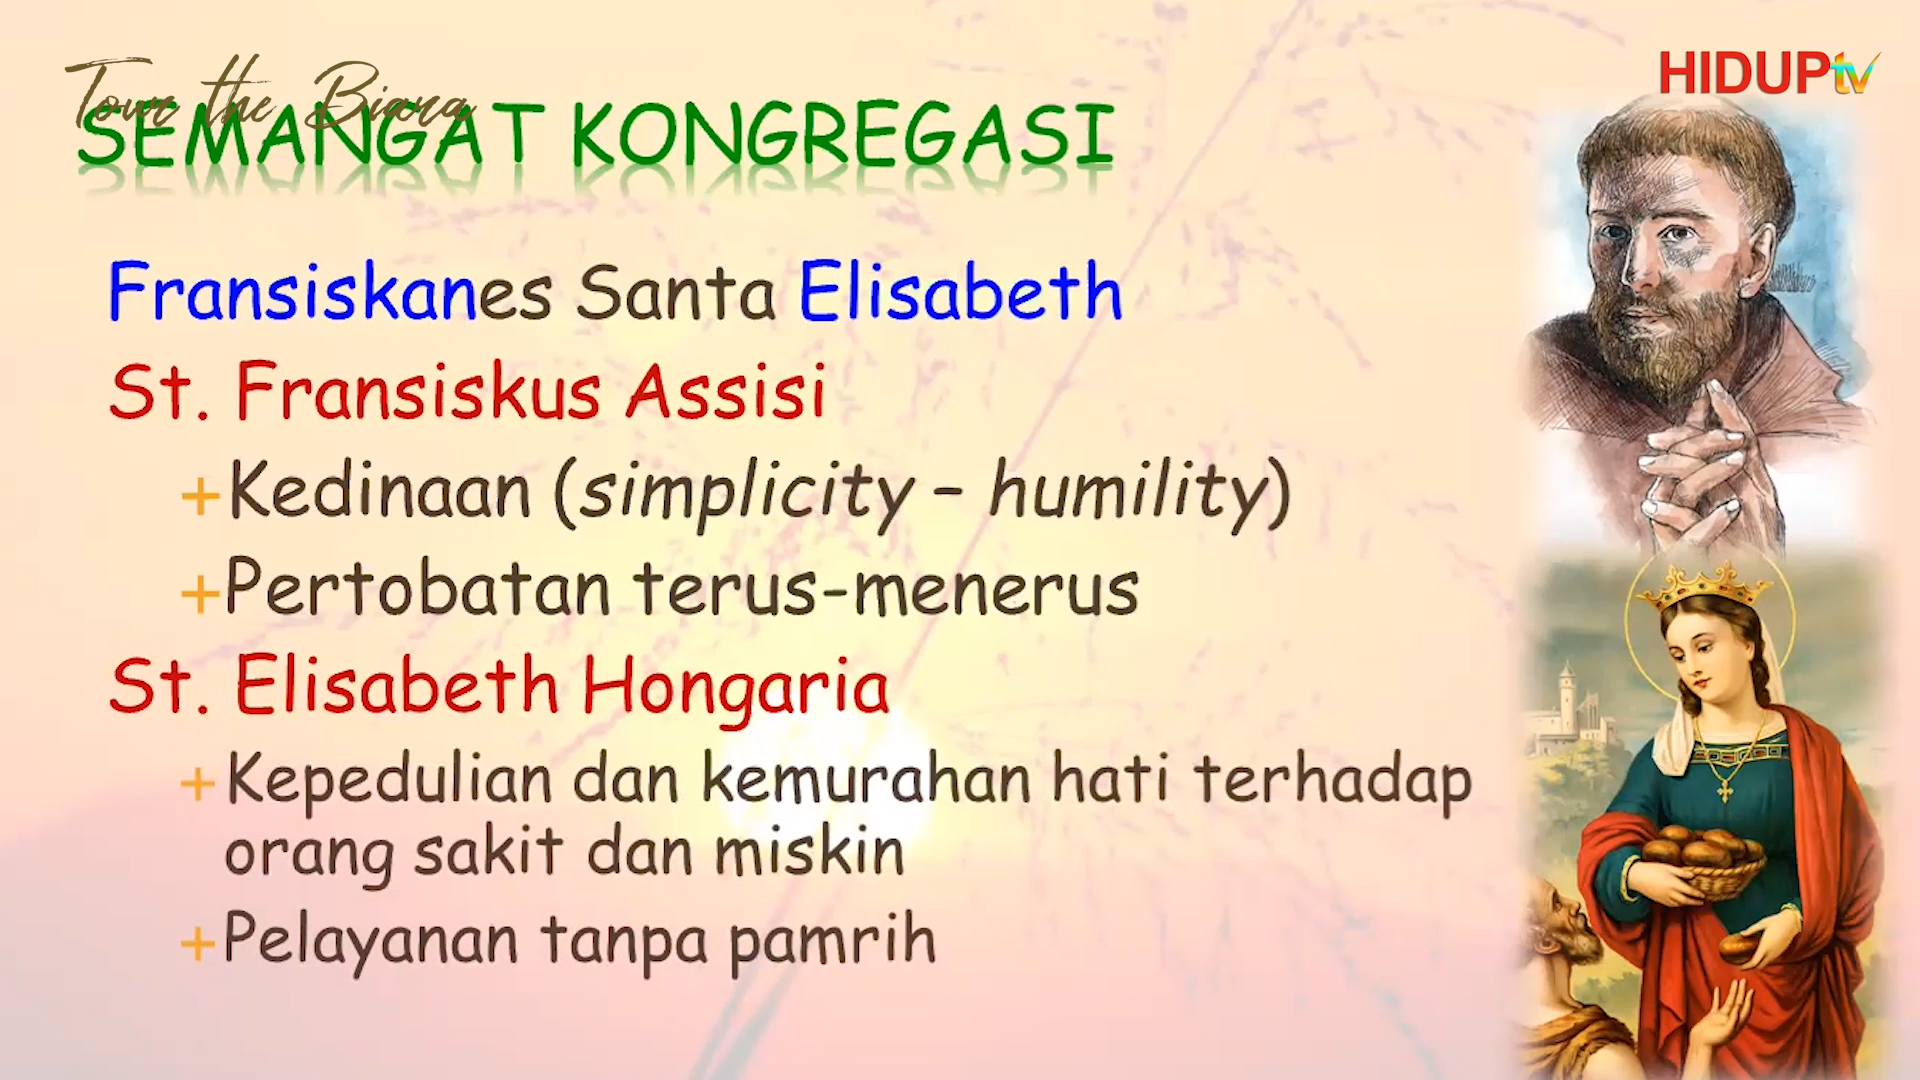 Towr the Biara
HIDUPtv
SEMANGAT KONGREGASI
Fransiskanes Santa Elisabeth
St. Fransiskus Assisi
+Kedinaan (simplicity – humility)
+Pertobatan terus-menerus
St. Elisabeth Hongaria
+Kepedulian dan kemurahan hati terhadap
orang sakit dan miskin
+Pelayanan tanpa pamrih